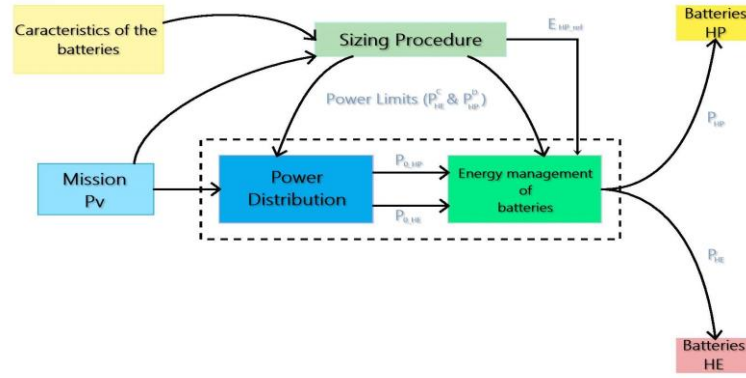 Caracteristics of the
batteries
Sizing Procedure
E HP_ref
Batteries
HP
Power Limits (P^C_HE & P^D_HP)
P_HP
Mission
Pv
Power
Distribution
P_0_HP
P_0_HE
Energy management
of
batteries
P_HE
Batteries
HE